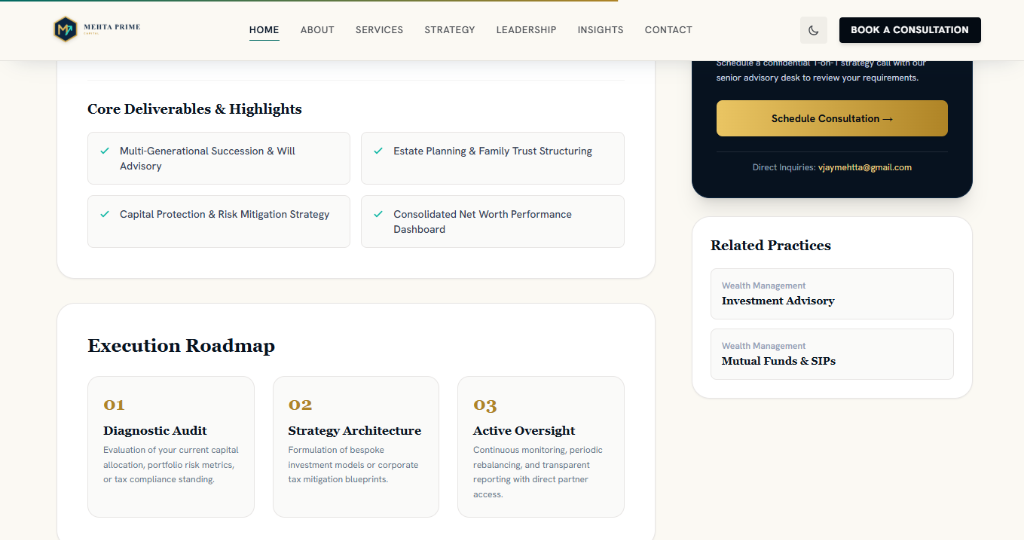 MEHTA PRIME
HOME
ABOUT
SERVICES
STRATEGY
LEADERSHIP
INSIGHTS
CONTACT
BOOK A CONSULTATION
Core Deliverables & Highlights
Multi-Generational Succession & Will
Advisory
Estate Planning & Family Trust Structuring
Capital Protection & Risk Mitigation Strategy
Consolidated Net Worth Performance
Dashboard
Execution Roadmap
01
Diagnostic Audit
Evaluation of your current capital
allocation, portfolio risk metrics,
or tax compliance standing.
02
Strategy Architecture
Formulation of bespoke
investment models or corporate
tax mitigation blueprints.
03
Active Oversight
Continuous monitoring, periodic
rebalancing, and transparent
reporting with direct partner
access.
Schedule a confidential 1-on-1 strategy call with our
senior advisory desk to review your requirements.
Schedule Consultation →
Direct Inquiries: vjaymehtta@gmail.com
Related Practices
Wealth Management
Investment Advisory
Wealth Management
Mutual Funds & SIPs